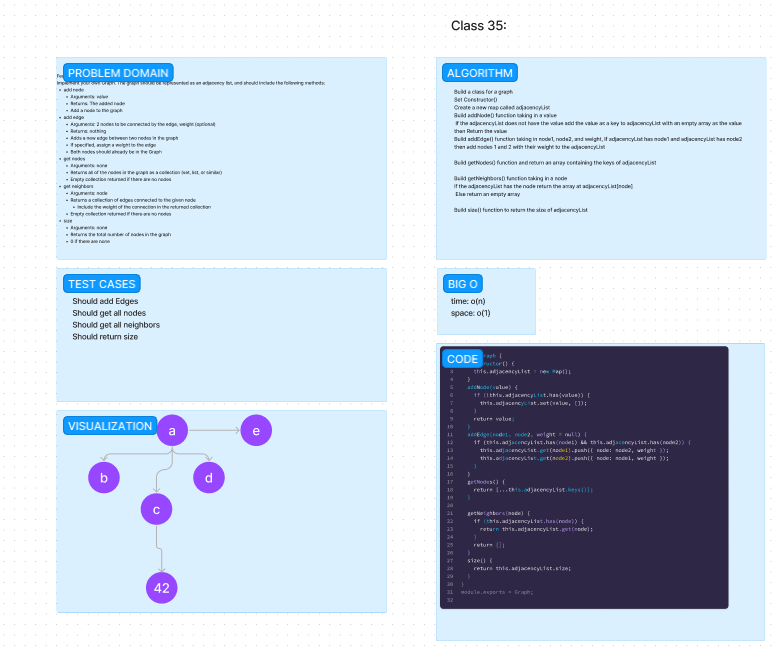 Class 35:
PROBLEM DOMAIN
Implement your own Graph. The graph should be represented as an adjacency list, and should include the following methods:
add node
Arguments: value
Returns: The added node
Add a node to the graph
add edge
Arguments: 2 nodes to be connected by the edge, weight (optional)
Returns: nothing
Adds a new edge between two nodes in the graph
If specified, assign a weight to the edge
Both nodes should already be in the Graph
get nodes
Arguments: none
Returns all of the nodes in the graph as a collection (set, list, or similar)
Empty collection returned if there are no nodes
get neighbors
Arguments: node
Returns a collection of edges connected to the given node
Include the weight of the connection in the returned collection
Empty collection returned if there are no nodes
size
Arguments: none
Returns the total number of nodes in the graph
0 if there are none
ALGORITHM
Build a class for a graph
Set Constructor()
Create a new map called adjacencyList
Build addNode() function taking in a value
If the adjacencyList does not have the value add the value as a key to adjacencyList with an empty array as the value
then Return the value
Build addEdge() function taking in node1, node2, and weight, if adjacencyList has node1 and adjacencyList has node2
then add nodes 1 and 2 with their weight to the adjacencyList
Build getNodes() function and return an array containing the keys of adjacencyList
Build getNeighbors() function taking in a node
If the adjacencyList has the node return the array at adjacencyList[node]
Else return an empty array
Build size() function to return the size of adjacancyList
TEST CASES
Should add Edges
Should get all nodes
Should get all neighbors
Should return size
BIG O
time: o(n)
space: o(1)
VISUALIZATION
a
e
b
d
c
42
CODE
raph {
tructor() {
3 this.adjacencyList = new Map();
4 }
5 addNode(value) {
6 if (!this.adjacencyList.has(value)) {
7 this.adjacencyList.set(value, []);
8 }
9 return value;
10 }
11 addEdge(node1, node2, weight = null) {
12 if (this.adjacencyList.has(node1) && this.adjacencyList.has(node2)) {
13 this.adjacencyList.get(node1).push({ node: node2, weight });
14 this.adjacencyList.get(node2).push({ node: node1, weight });
15 }
16 }
17 getNodes() {
18 return [...this.adjacencyList.keys()];
19 }
20
21 getNeighbors(node) {
22 if (this.adjacencyList.has(node)) {
23 return this.adjacencyList.get(node);
24 }
25 return [];
26 }
27 size() {
28 return this.adjacencyList.size;
29 }
30 }
31 module.exports = Graph;
32